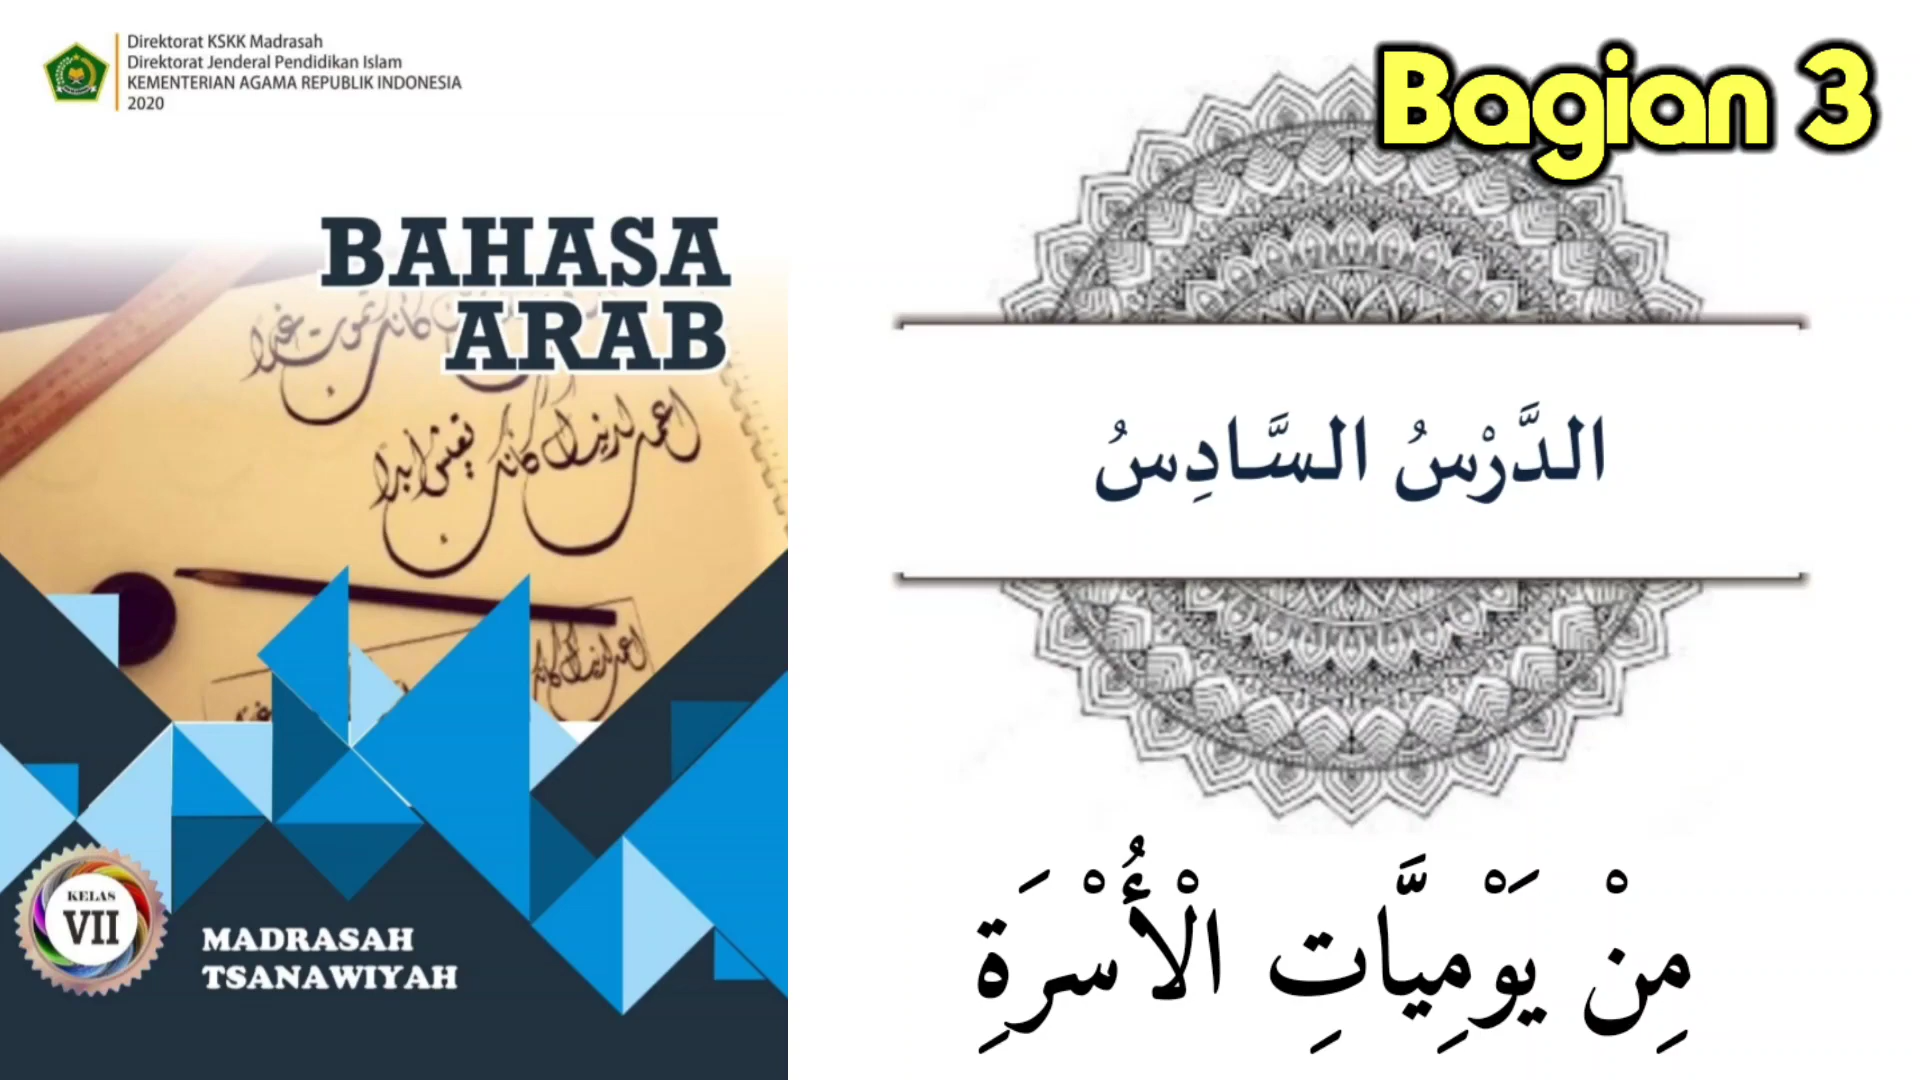 Direktorat KSKK Madrasah
Direktorat Jenderal Pendidikan Islam
KEMENTERIAN AGAMA REPUBLIK INDONESIA
2020
BAHASA
ARAB
KELAS
VII
MADRASAH
TSANAWIYAH
Bagian 3
الدَّرْسُ السَّادِسُ
مِنْ يَوْمِيَّاتِ الْأُسْرَةِ